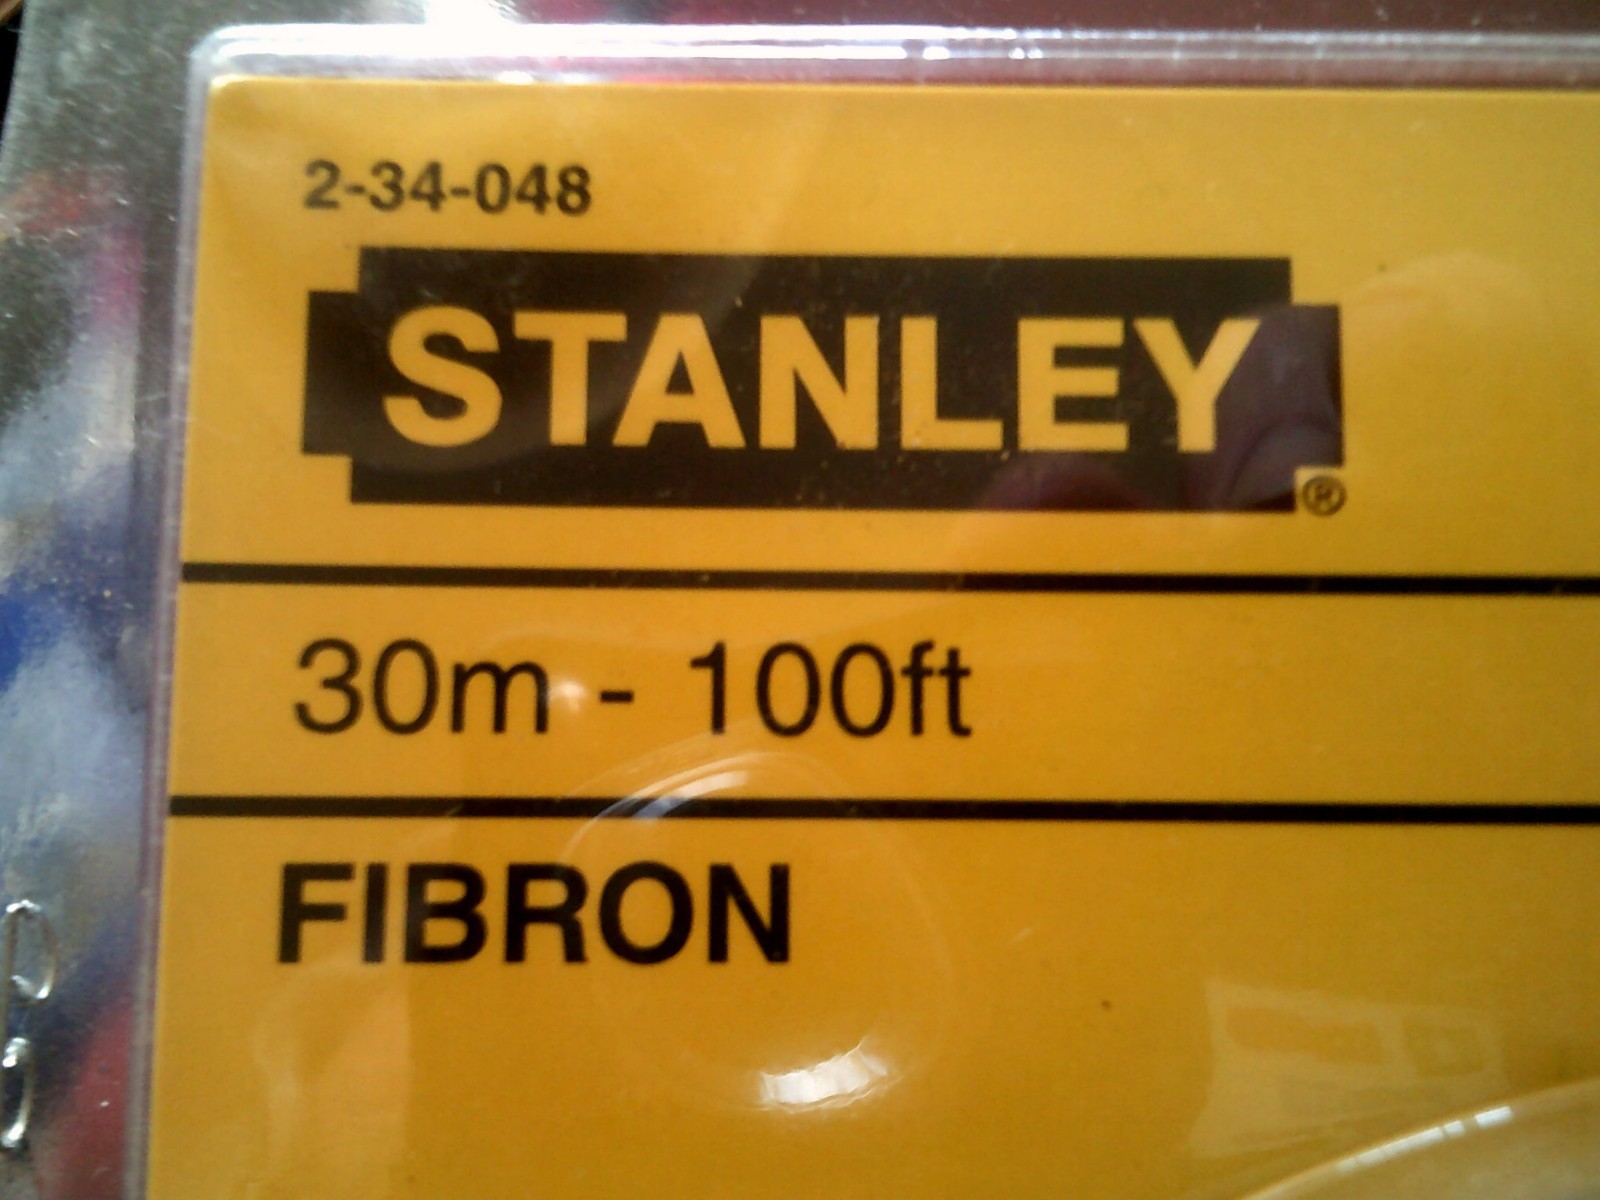 2-34-048
STANLEY®
30m - 100ft
FIBRON